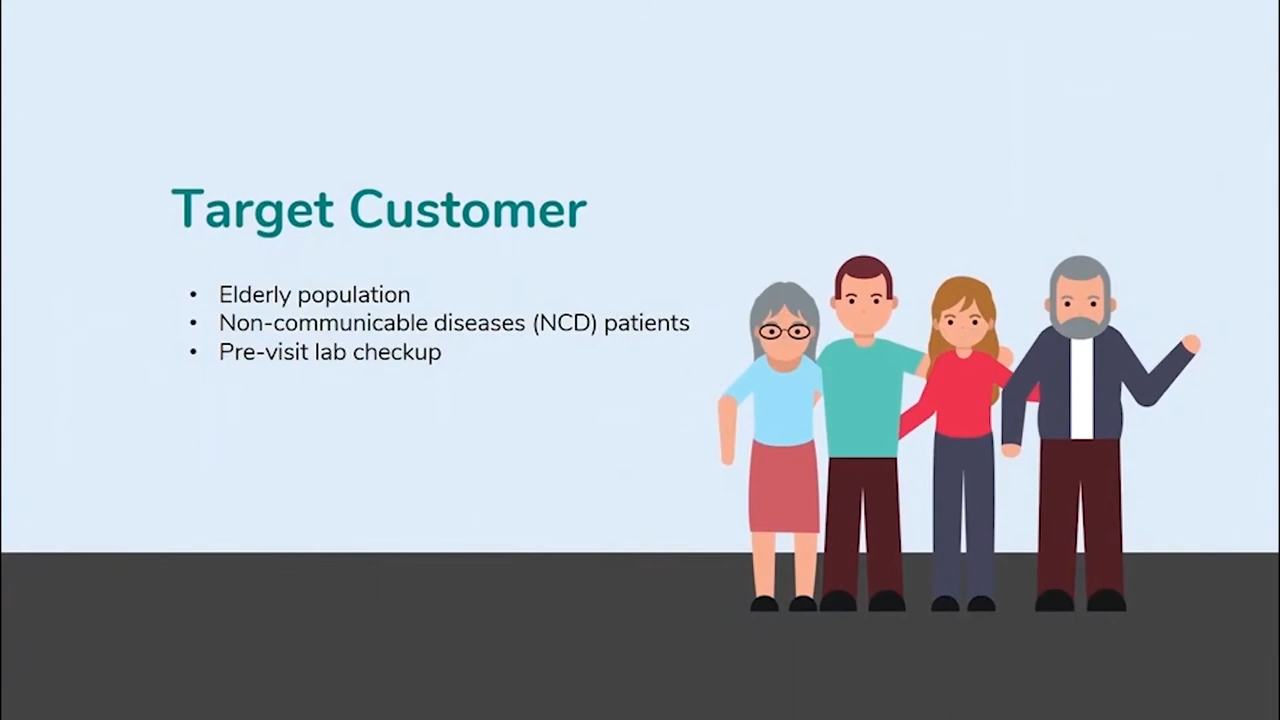 Target Customer
• Elderly population
• Non-communicable diseases (NCD) patients
• Pre-visit lab checkup